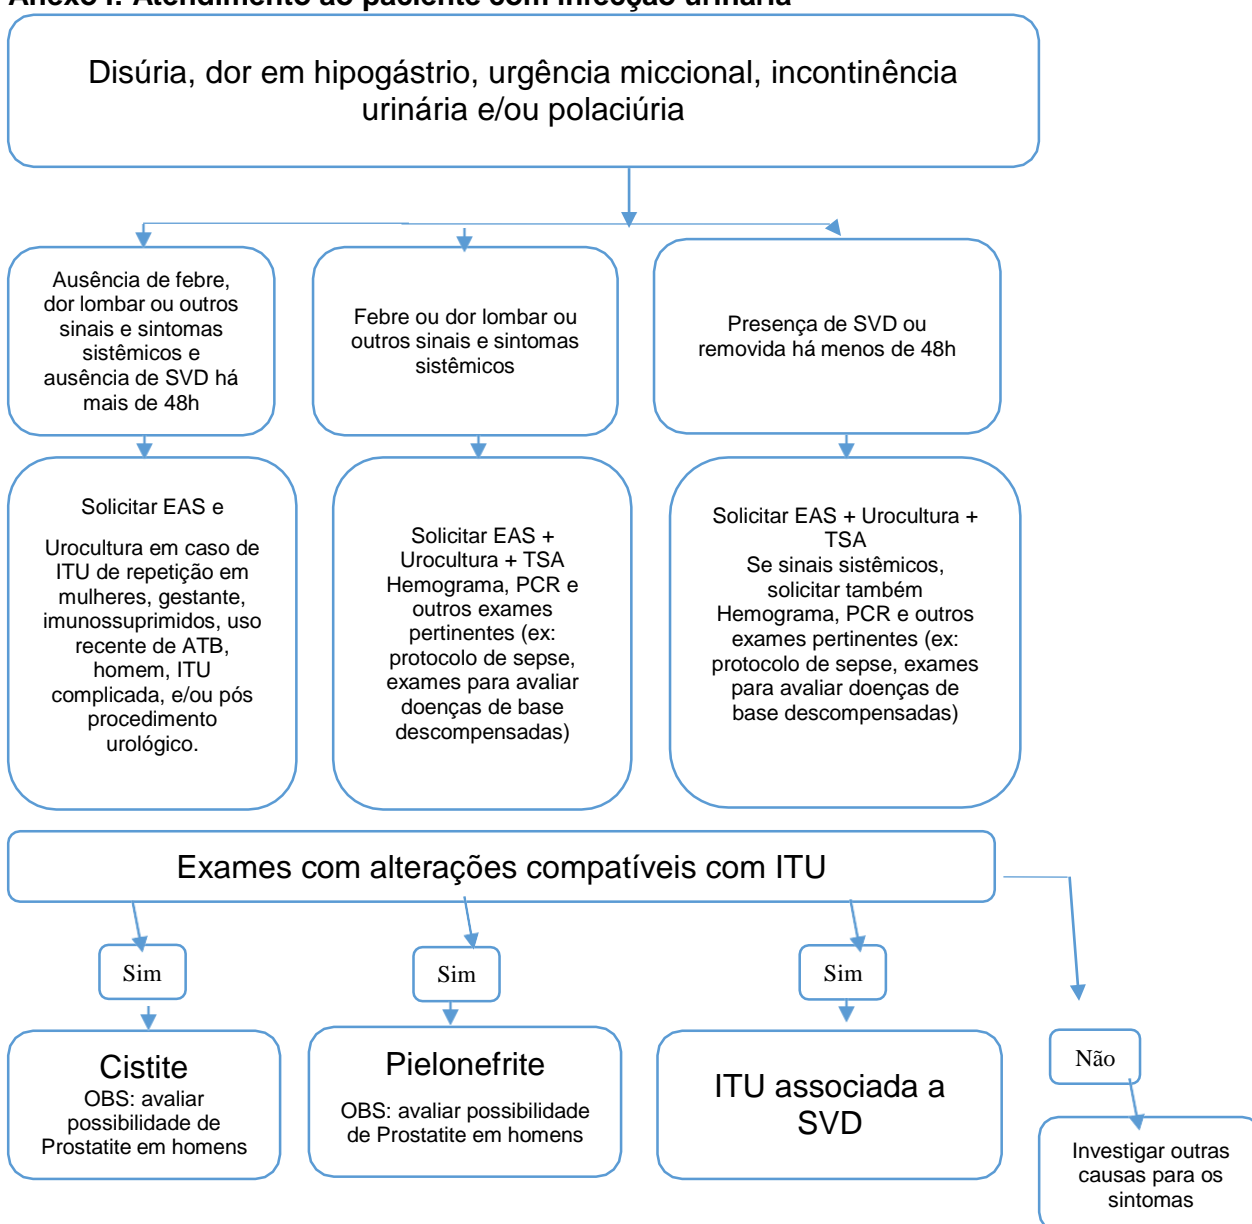 Anexo I: Atendimento ao paciente com infecção urinária
Disúria, dor em hipogástrio, urgência miccional, incontinência
urinária e/ou polaciúria
Ausência de febre,
dor lombar ou outros
sinais e sintomas
sistêmicos e
ausência de SVD há
mais de 48h
Febre ou dor lombar ou
outros sinais e sintomas
sistêmicos
Presença de SVD ou
removida há menos de 48h
Solicitar EAS e
Urocultura em caso de
ITU de repetição em
mulheres, gestante,
imunossuprimidos, uso
recente de ATB,
homem, ITU
complicada, e/ou pós
procedimento
urológico.
Solicitar EAS +
Urocultura + TSA
Hemograma, PCR e
outros exames
pertinentes (ex:
protocolo de sepse,
exames para avaliar
doenças de base
descompensadas)
Solicitar EAS + Urocultura +
TSA
Se sinais sistêmicos,
solicitar também
Hemograma, PCR e outros
exames pertinentes (ex:
protocolo de sepse, exames
para avaliar doenças de
base descompensadas)
Exames com alterações compatíveis com ITU
Sim
Sim
Sim
Não
Cistite
OBS: avaliar
possibilidade de
Prostatite em homens
Pielonefrite
OBS: avaliar possibilidade
de Prostatite em homens
ITU associada a
SVD
Investigar outras
causas para os
sintomas